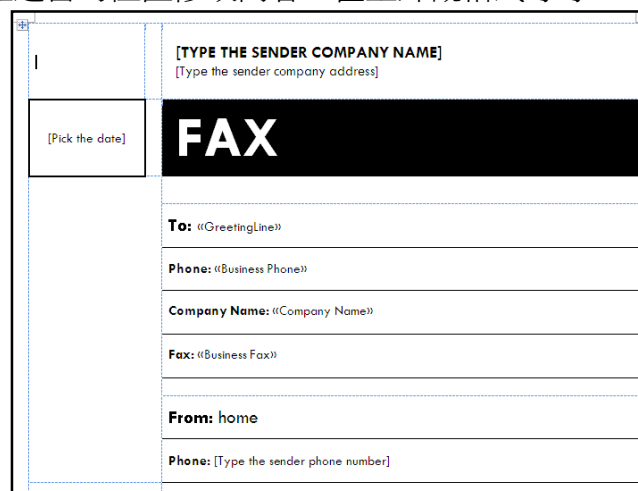 [TYPE THE SENDER COMPANY NAME]
[Type the sender company address]
[Pick the date]
FAX
To: «GreetingLine»
Phone: «Business Phone»
Company Name: «Company Name»
Fax: «Business Fax»
From: home
Phone: [Type the sender phone number]